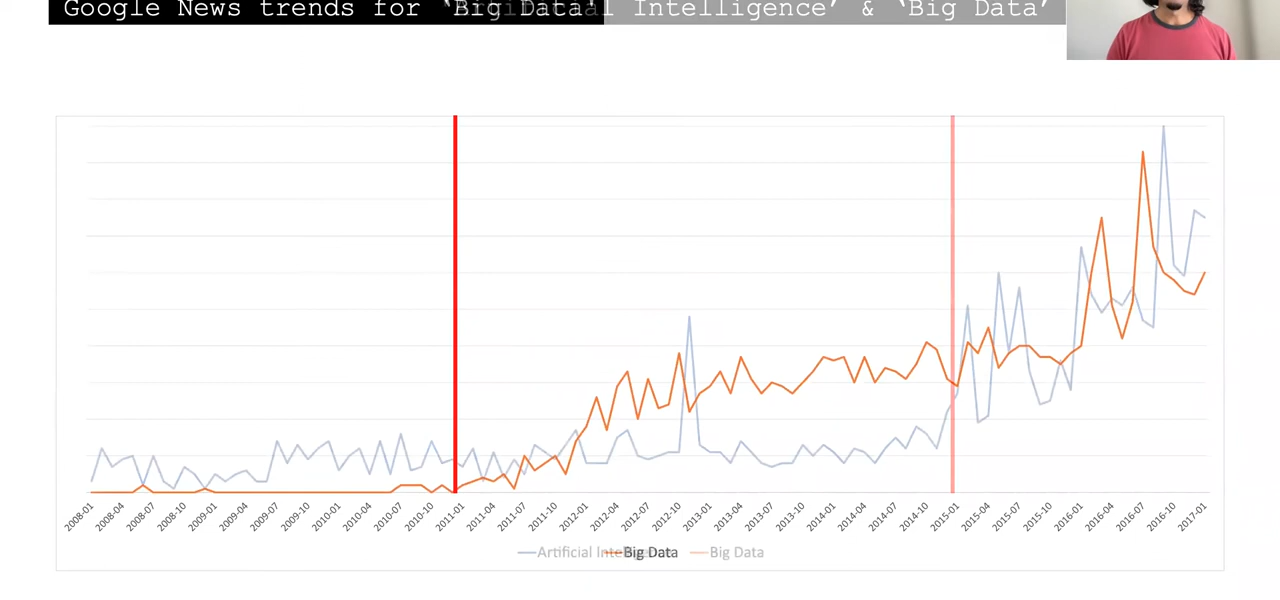 Google News trends for 'Big Data' Intelligence' & 'Big Data'
2008-01 2008-04 2008-07 2008-10 2009-01 2009-04 2009-07 2009-10 2010-01 2010-04 2010-07 2010-10 2011-01 2011-04 2011-07 2011-10 2012-01 2012-04 2012-07 2012-10 2013-01 2013-04 2013-07 2013-10 2014-01 2014-04 2014-07 2014-10 2015-01 2015-04 2015-07 2015-10 2016-01 2016-04 2016-07 2016-10 2017-01
Artificial Big Data Big Data